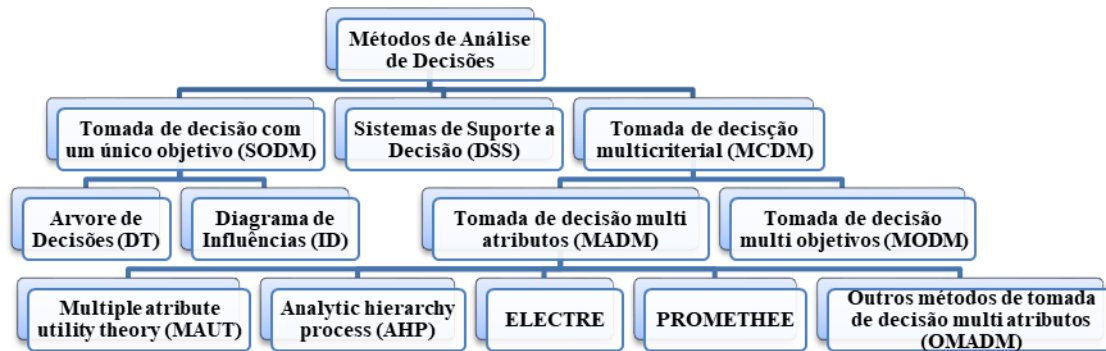 Métodos de Análise
de Decisões
Tomada de decisão com
um único objetivo (SODM)
Sistemas de Suporte a
Decisão (DSS)
Tomada de decisção
multicriterial (MCDM)
Arvore de
Decisões (DT)
Diagrama de
Influências (ID)
Tomada de decisão multi
atributos (MADM)
Tomada de decisão
multi objetivos (MODM)
Multiple atribute
utility theory (MAUT)
Analytic hierarchy
process (AHP)
ELECTRE
PROMETHEE
Outros métodos de tomada
de decisão multi atributos
(OMADM)